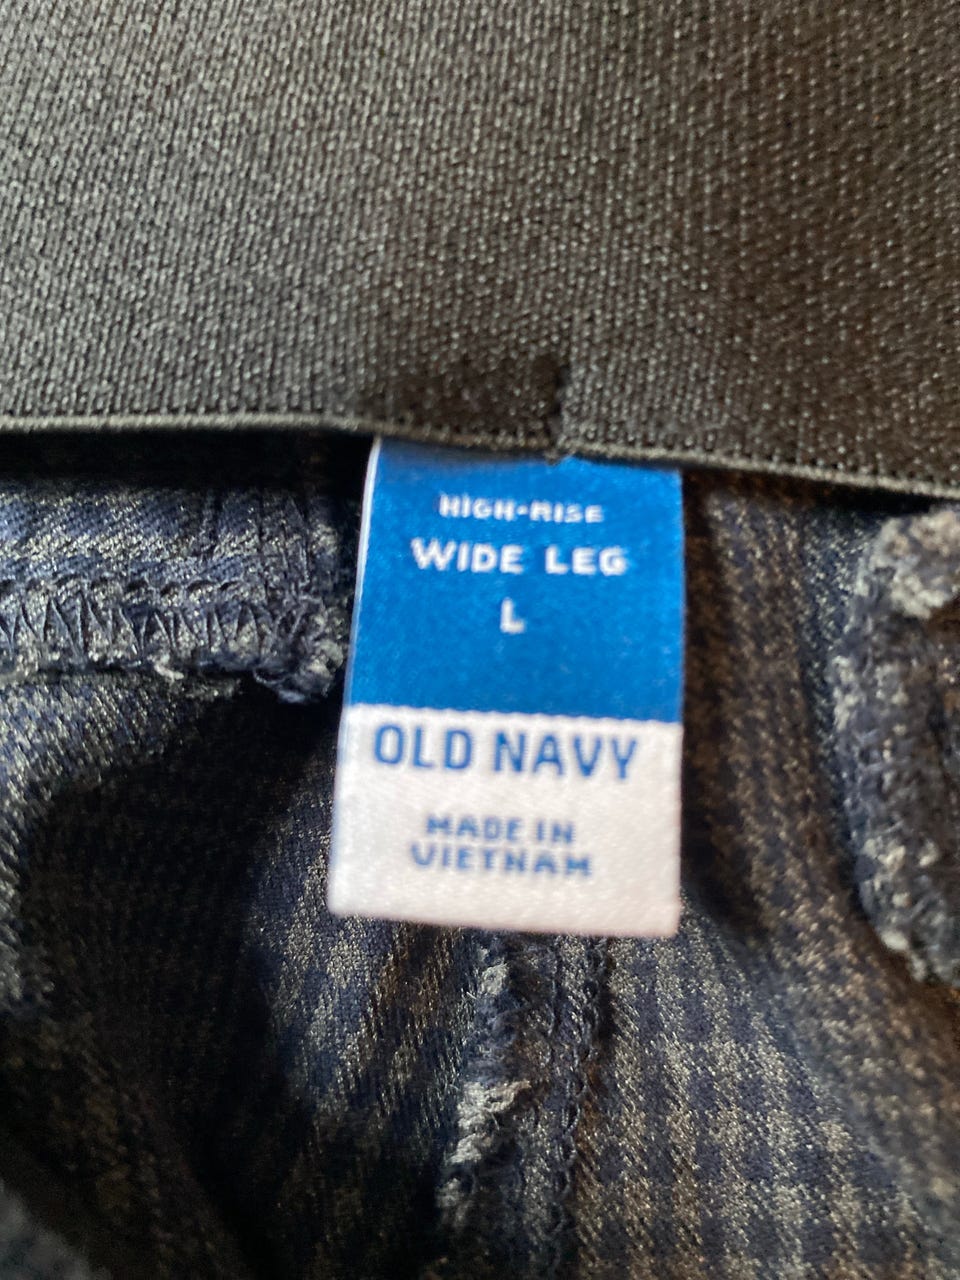 HIGH-RISE
WIDE LEG
L
OLD NAVY
MADE IN
VIETNAM